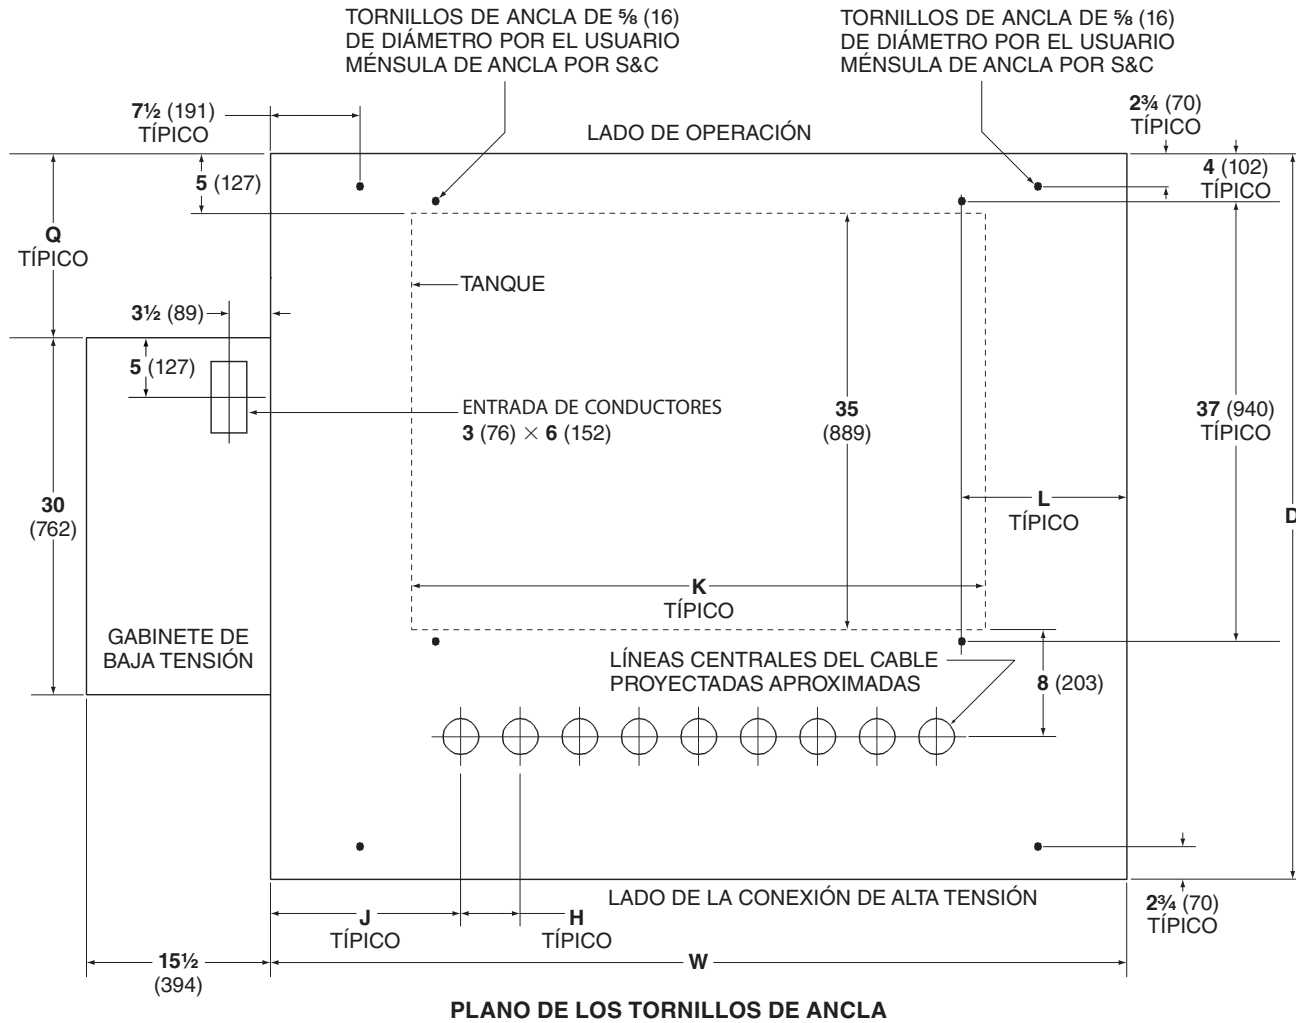 TORNILLOS DE ANCLA DE ⅝ (16)
DE DIÁMETRO POR EL USUARIO
MÉNSULA DE ANCLA POR S&C
TORNILLOS DE ANCLA DE ⅝ (16)
DE DIÁMETRO POR EL USUARIO
MÉNSULA DE ANCLA POR S&C
7½ (191)
TÍPICO
LADO DE OPERACIÓN
2¾ (70)
TÍPICO
5 (127)
4 (102)
TÍPICO
Q
TÍPICO
TANQUE
3½ (89)
5 (127)
ENTRADA DE CONDUCTORES
3 (76) × 6 (152)
35
(889)
37 (940)
TÍPICO
30
(762)
L
TÍPICO
D
K
TÍPICO
GABINETE DE
BAJA TENSIÓN
LÍNEAS CENTRALES DEL CABLE
PROYECTADAS APROXIMADAS
8 (203)
LADO DE LA CONEXIÓN DE ALTA TENSIÓN
2¾ (70)
TÍPICO
J
TÍPICO
H
TÍPICO
15½
(394)
W
PLANO DE LOS TORNILLOS DE ANCLA